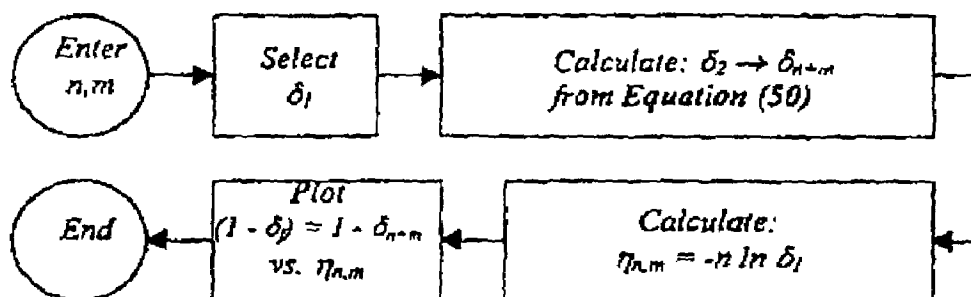 Enter
n,m
Select
δ₁
Calculate: δ₂ → δₙ₊ₘ
from Equation (50)
End
Plot
(1 - δⱼ) = 1 - δₙ₊ₘ
vs. ηₙ,ₘ
Calculate:
ηₙ,ₘ = -n ln δ₁